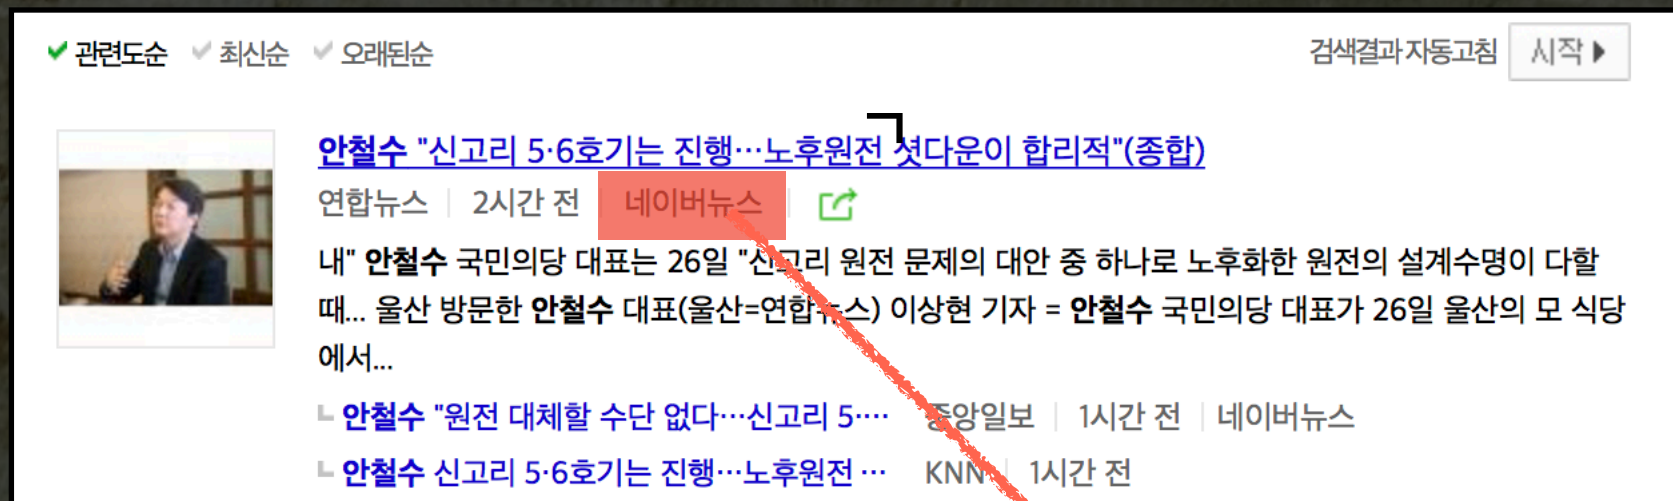 관련도순 최신순 오래된순 검색결과 자동고침 시작
안철수 "신고리 5·6호기는 진행…노후원전 셧다운이 합리적"(종합)
연합뉴스 2시간 전 네이버뉴스
내" 안철수 국민의당 대표는 26일 "신고리 원전 문제의 대안 중 하나로 노후화한 원전의 설계수명이 다할
때... 울산 방문한 안철수 대표(울산=연합뉴스) 이상현 기자 = 안철수 국민의당 대표가 26일 울산의 모 식당
에서...
안철수 "원전 대체할 수단 없다…신고리 5·… 중앙일보 1시간 전 네이버뉴스
안철수 신고리 5·6호기는 진행…노후원전 … KNN 1시간 전